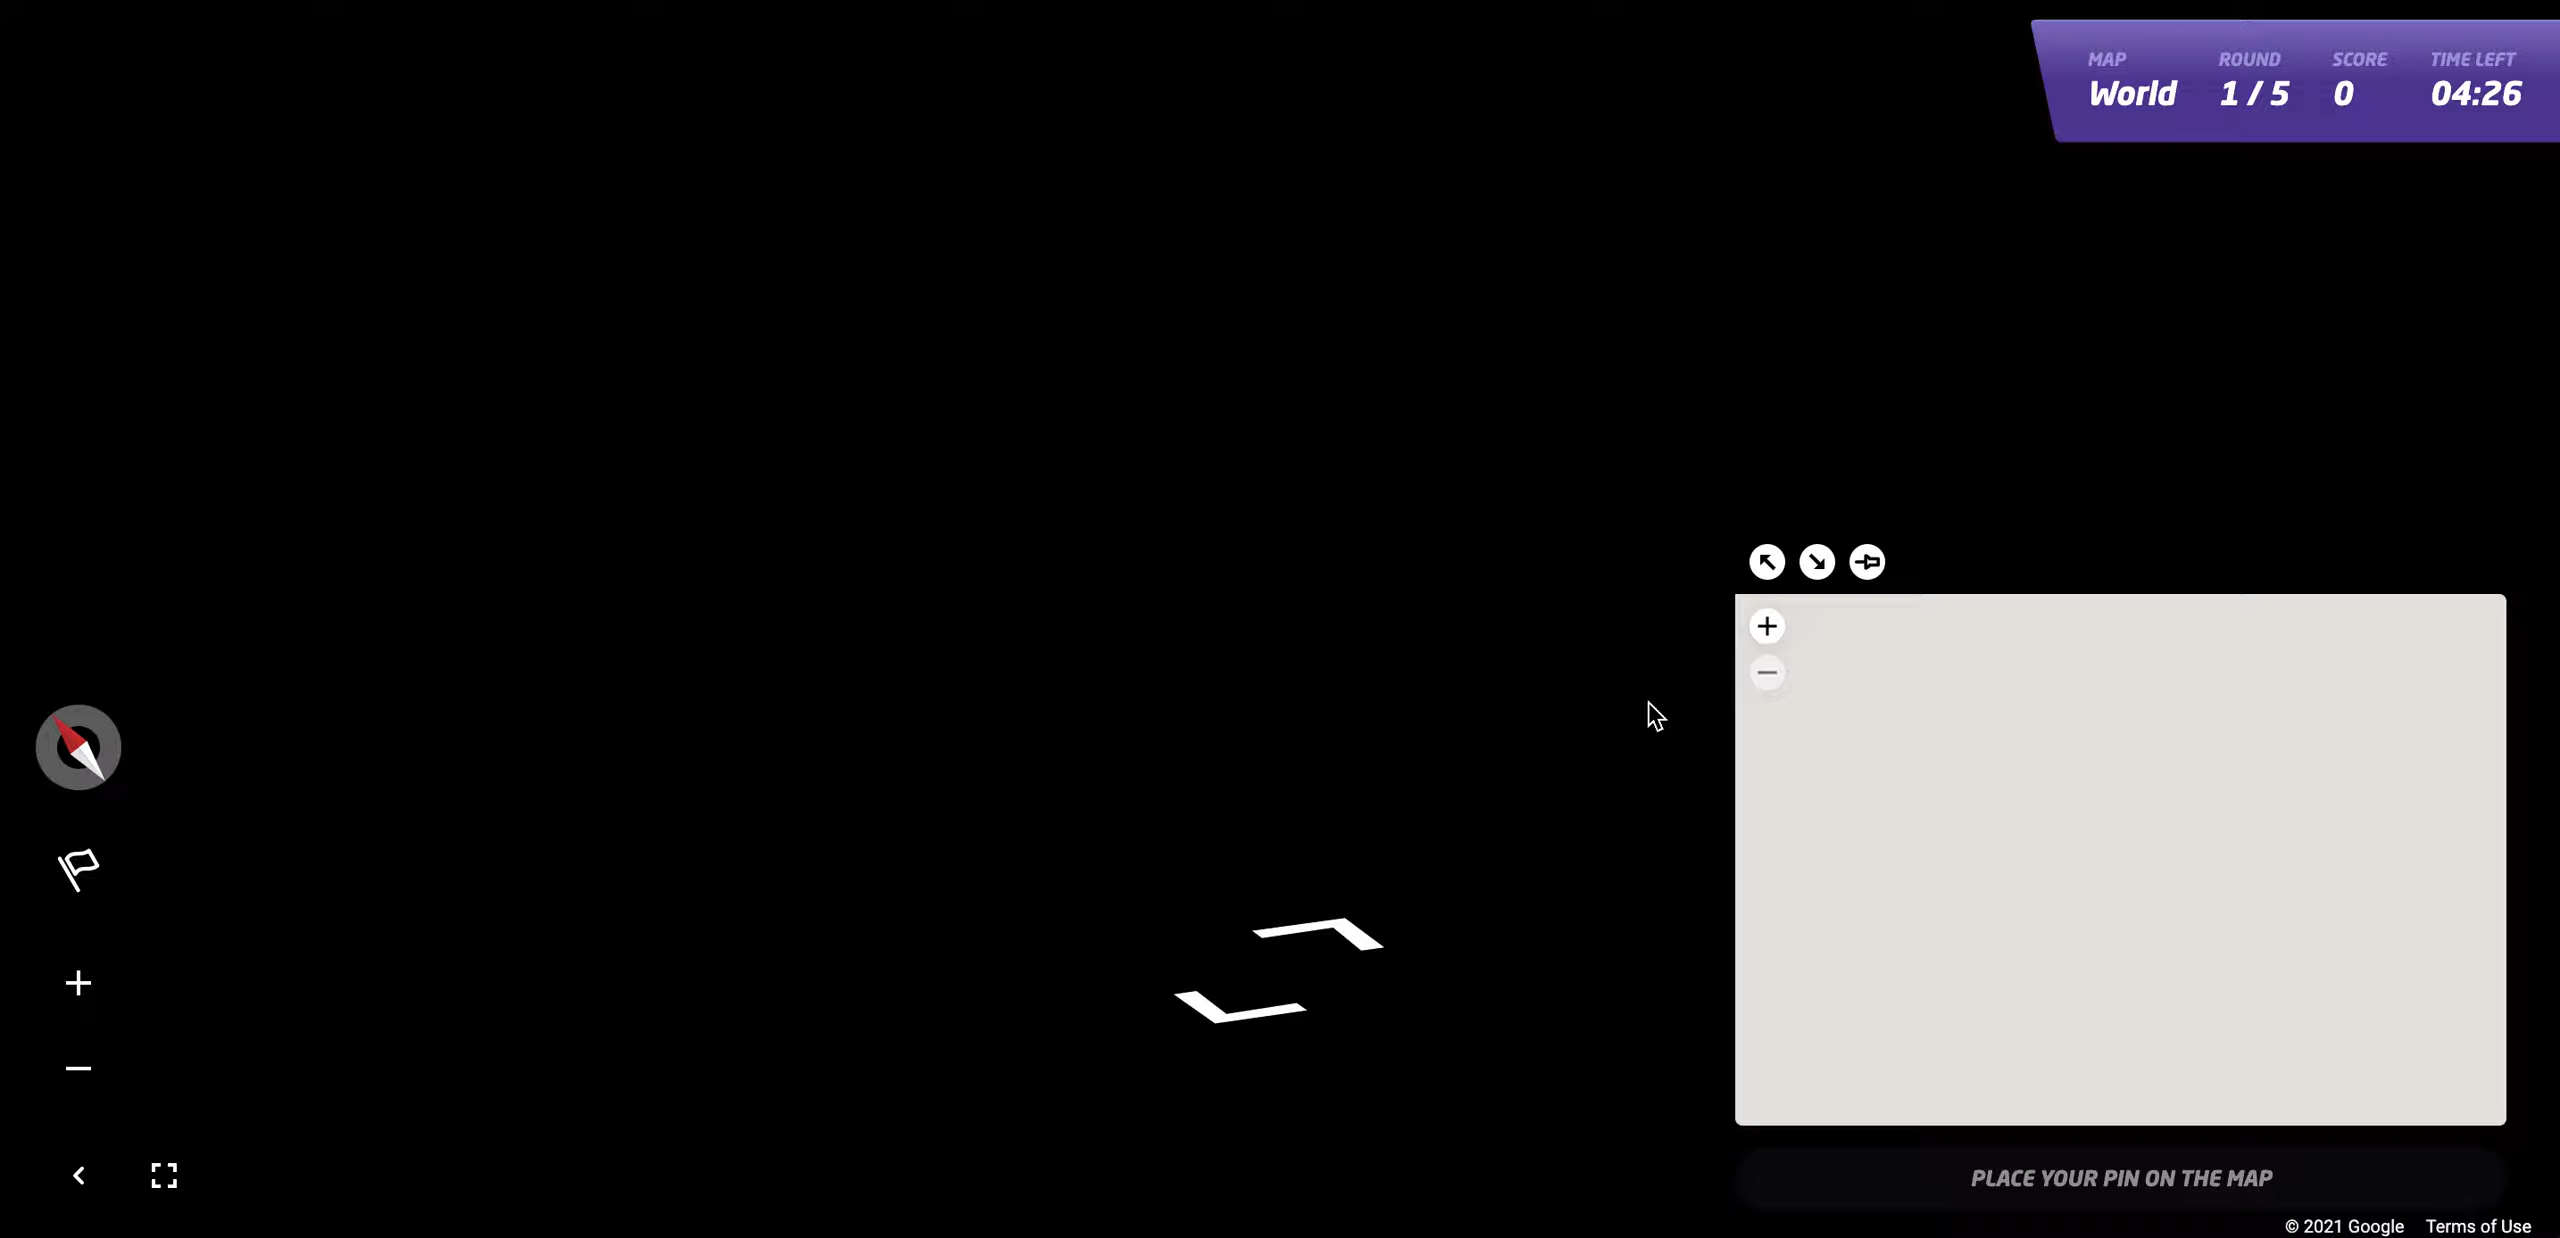 MAP ROUND SCORE TIME LEFT
World 1 / 5 0 04:26
PLACE YOUR PIN ON THE MAP
© 2021 Google Terms of Use